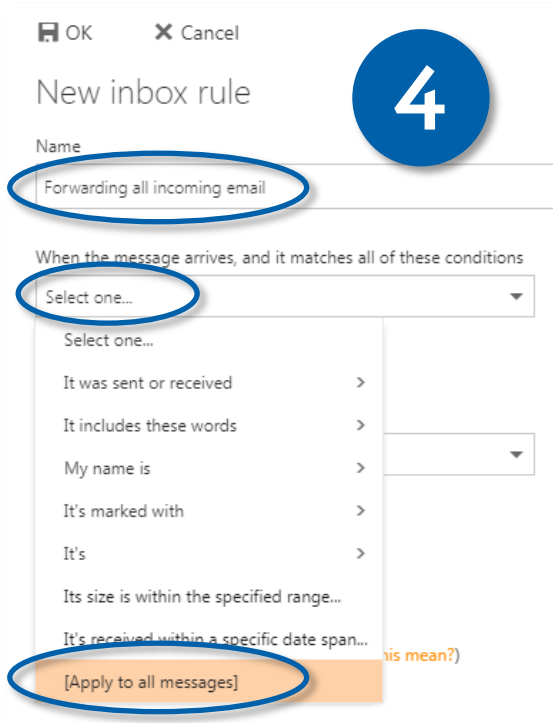 OK Cancel
4
New inbox rule
Name
Forwarding all incoming email
When the message arrives, and it matches all of these conditions
Select one...
Select one...
It was sent or received
It includes these words
My name is
It's marked with
It's
Its size is within the specified range...
It's received within a specific date span...
his mean?)
[Apply to all messages]